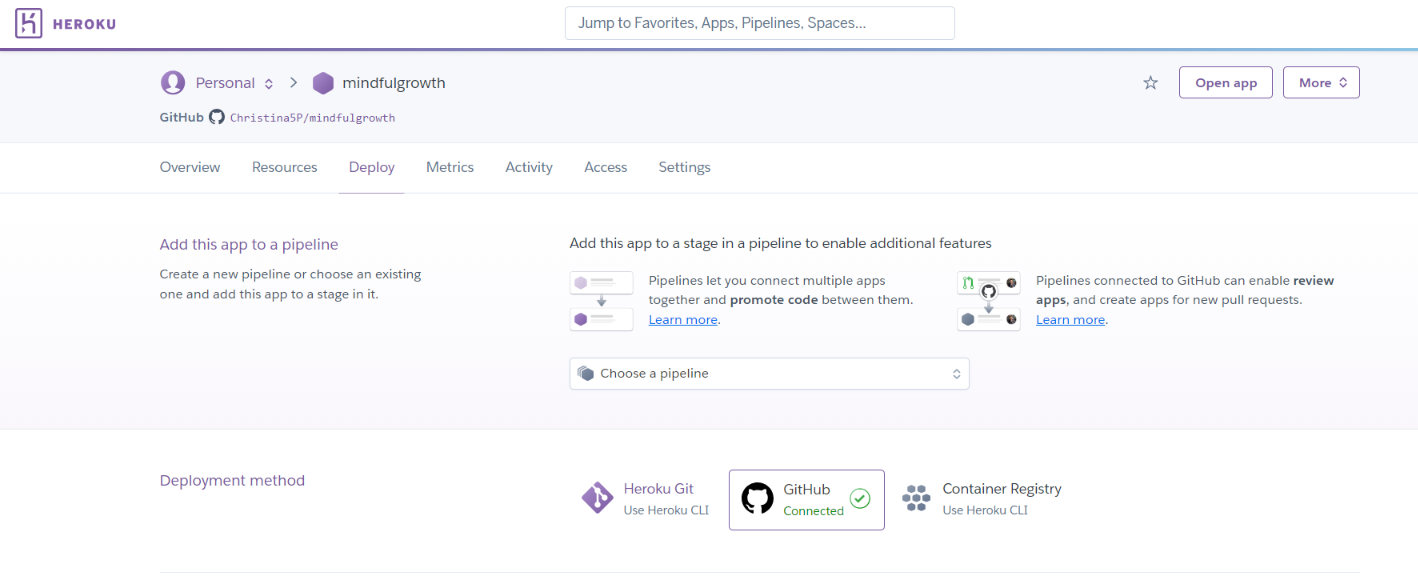 HEROKU
Jump to Favorites, Apps, Pipelines, Spaces...
Personal
mindfulgrowth
Open app
More
GitHub Christina5P/mindfulgrowth
Overview
Resources
Deploy
Metrics
Activity
Access
Settings
Add this app to a pipeline
Create a new pipeline or choose an existing
one and add this app to a stage in it.
Add this app to a stage in a pipeline to enable additional features
Pipelines let you connect multiple apps
together and promote code between them.
Learn more.
Pipelines connected to GitHub can enable review
apps, and create apps for new pull requests.
Learn more.
Choose a pipeline
Deployment method
Heroku Git
Use Heroku CLI
GitHub
Connected
Container Registry
Use Heroku CLI